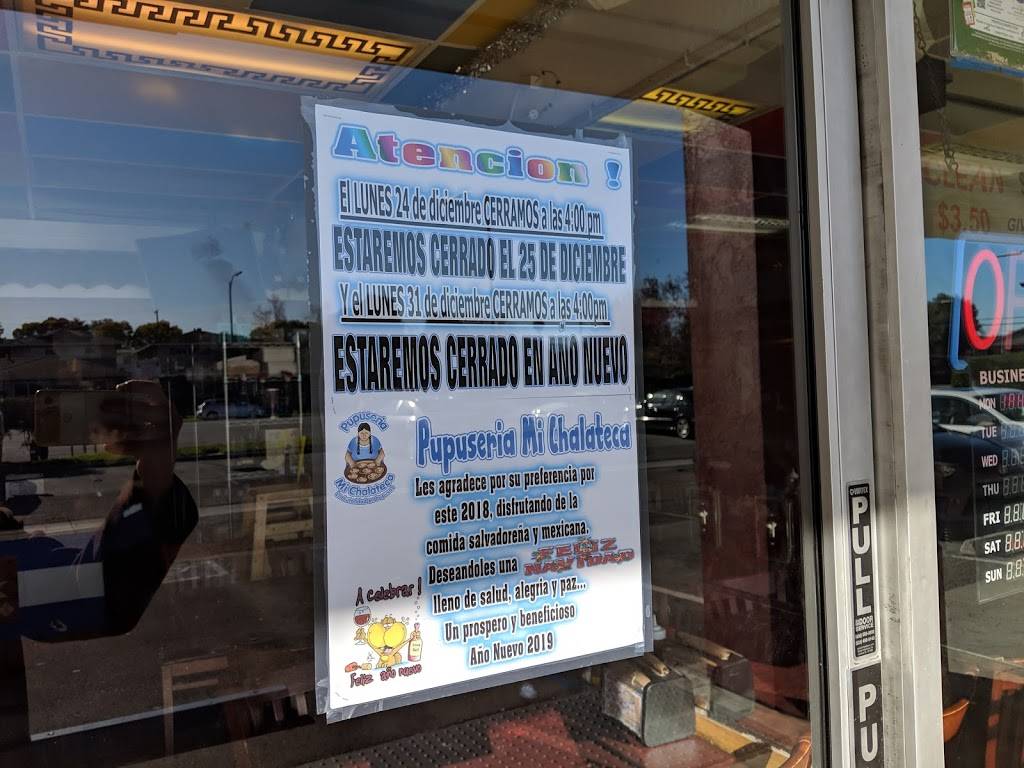 Atencion !
El LUNES 24 de diciembre CERRAMOS a las 4:00 pm
ESTAREMOS CERRADO EL 25 DE DICIEMBRE
Y el LUNES 31 de diciembre CERRAMOS a las 4:00pm
ESTAREMOS CERRADO EN ANO NUEVO
Pupuseria
Mi Chalateca
Pupuseria Mi Chalateca
Les agradece por su preferencia por
este 2018, disfrutando de la
comida salvadoreña y mexicana.
Deseandoles una FELIZ NAVIDAD
lleno de salud, alegria y paz...
Un prospero y beneficioso
Año Nuevo 2019
A celebrar !
Feliz año nuevo
PULL
DOOR
SERVICE
PU
CLEAN
$3.50
BUSINE
MON
TUE
WED
THU
FRI
SAT
SUN